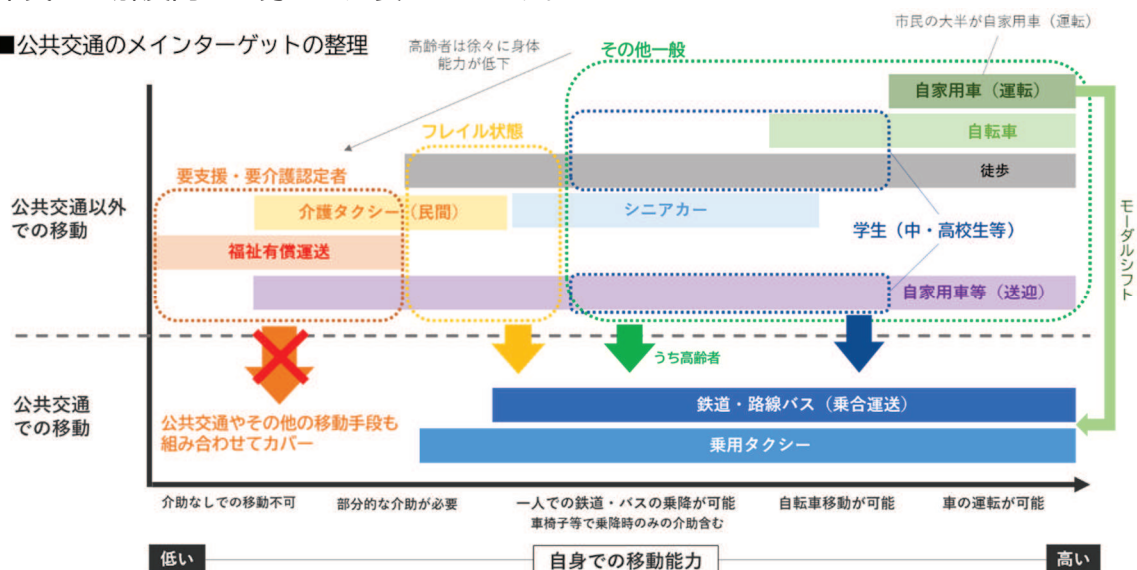 ■公共交通のメインターゲットの整理
高齢者は徐々に身体
能力が低下
その他一般
市民の大半が自家用車（運転）
自家用車（運転）
フレイル状態
自転車
要支援・要介護認定者
徒歩
公共交通以外
での移動
介護タクシー（民間）
シニアカー
学生（中・高校生等）
福祉有償運送
自家用車等（送迎）
モーダルシフト
うち高齢者
公共交通
での移動
公共交通やその他の移動手段も
組み合わせてカバー
鉄道・路線バス（乗合運送）
乗用タクシー
介助なしでの移動不可
部分的な介助が必要
一人での鉄道・バスの乗降が可能
車椅子等で乗降時のみの介助含む
自転車移動が可能
車の運転が可能
低い
自身での移動能力
高い